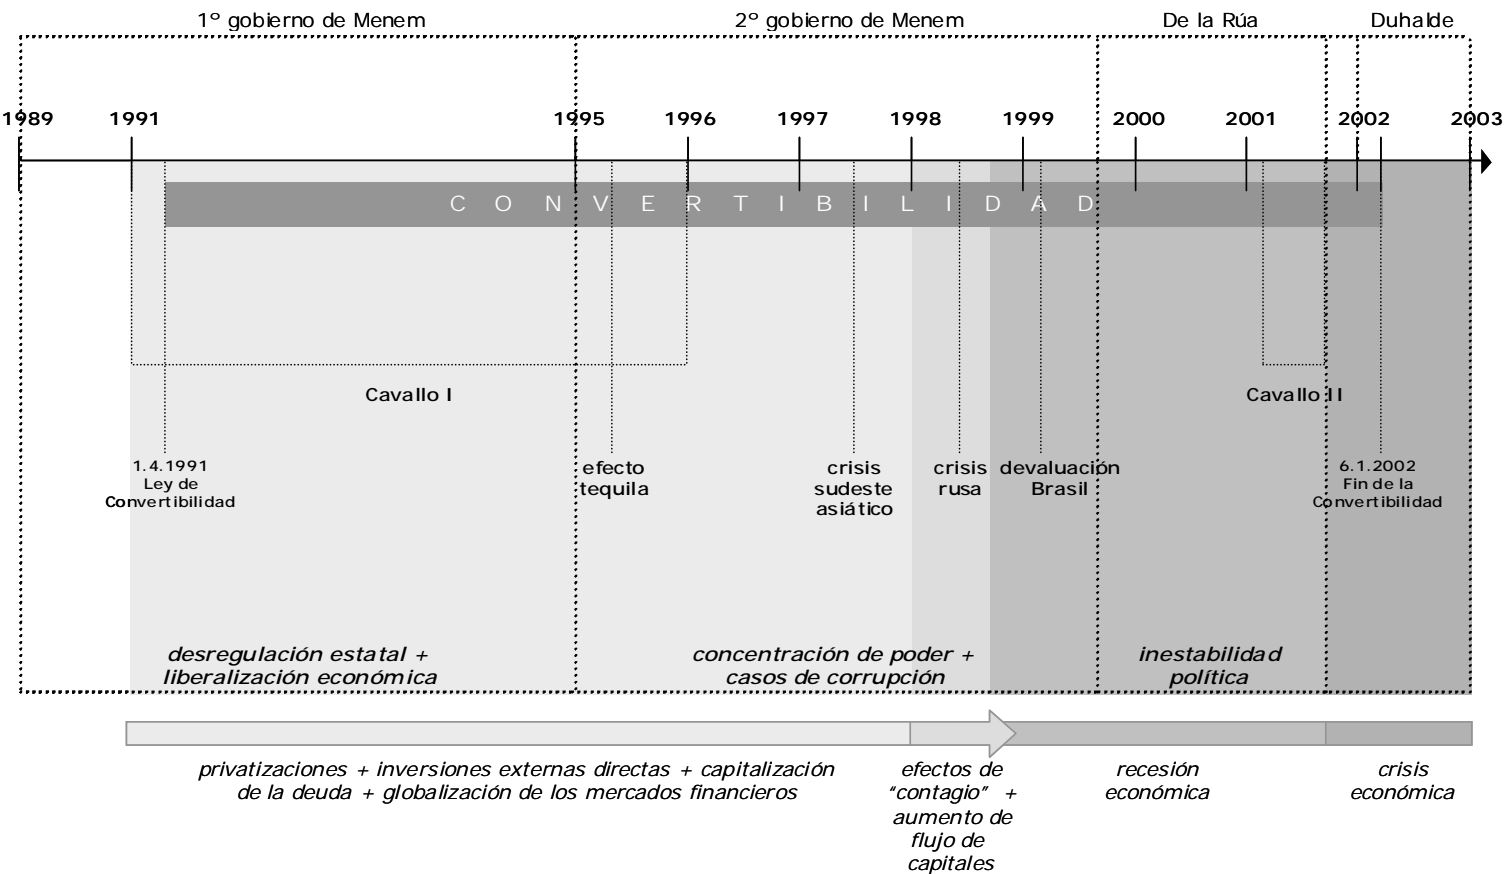 1º gobierno de Menem
2º gobierno de Menem
De la Rúa
Duhalde
1989
1991
1995
1996
1997
1998
1999
2000
2001
2002
2003
CONVERTIBILIDAD
Cavallo I
Cavallo II
1.4.1991
Ley de
Convertibilidad
efecto
tequila
crisis
sudeste
asiático
crisis
rusa
devaluación
Brasil
6.1.2002
Fin de la
Convertibilidad
desregulación estatal +
liberalización económica
concentración de poder +
casos de corrupción
inestabilidad
política
privatizaciones + inversiones externas directas + capitalización
de la deuda + globalización de los mercados financieros
efectos de
“contagio” +
aumento de
flujo de
capitales
recesión
económica
crisis
económica